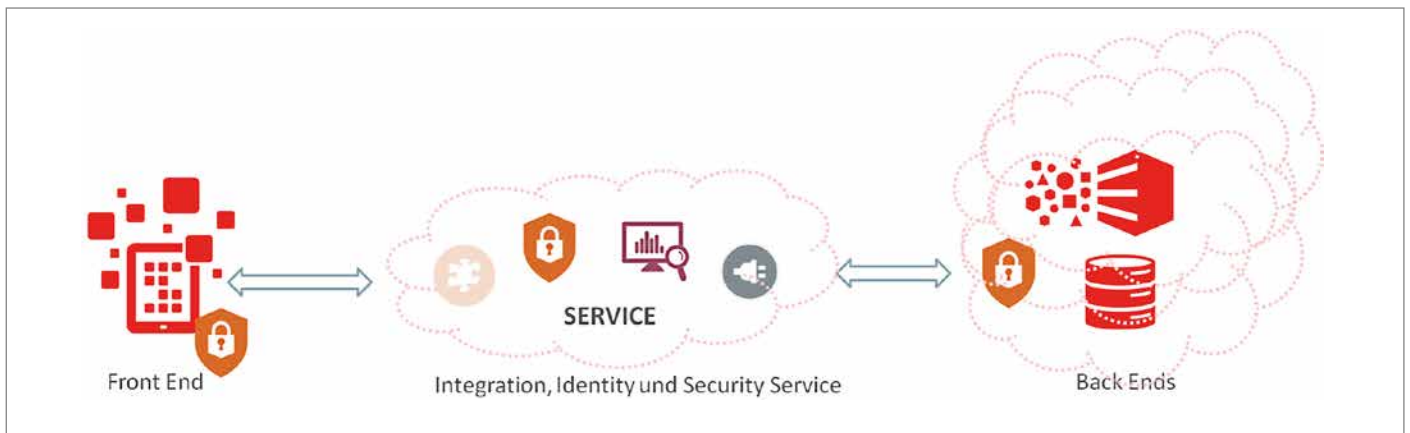 SERVICE
Front End
Integration, Identity und Security Service
Back Ends